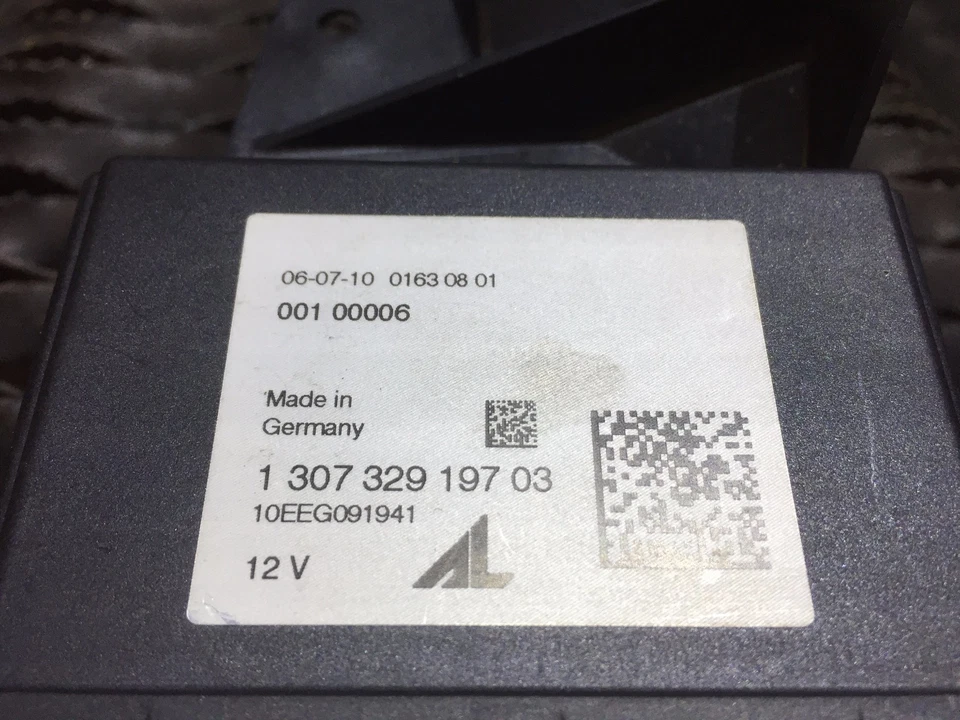 06-07-10 0163 08 01
001 00006
Made in
Germany
1 307 329 197 03
10EEG091941
12 V
AL